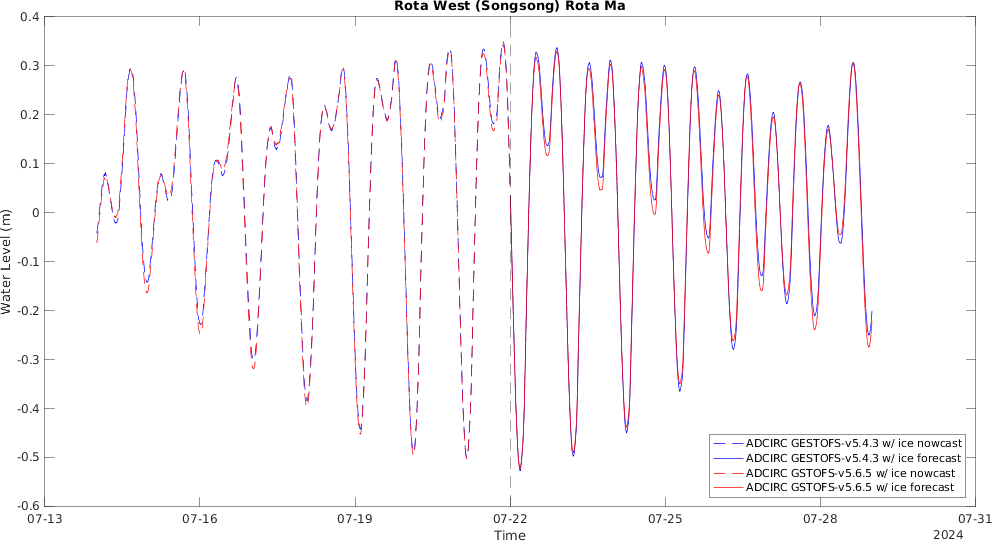 Rota West (Songsong) Rota Ma
0.4
0.3
0.2
0.1
0
-0.1
-0.2
-0.3
-0.4
-0.5
-0.6
Water Level (m)
ADCIRC GESTOFS-v5.4.3 w/ ice nowcast
ADCIRC GESTOFS-v5.4.3 w/ ice forecast
ADCIRC GSTOFS-v5.6.5 w/ ice nowcast
ADCIRC GSTOFS-v5.6.5 w/ ice forecast
07-13 07-16 07-19 07-22 07-25 07-28 07-31
Time
2024